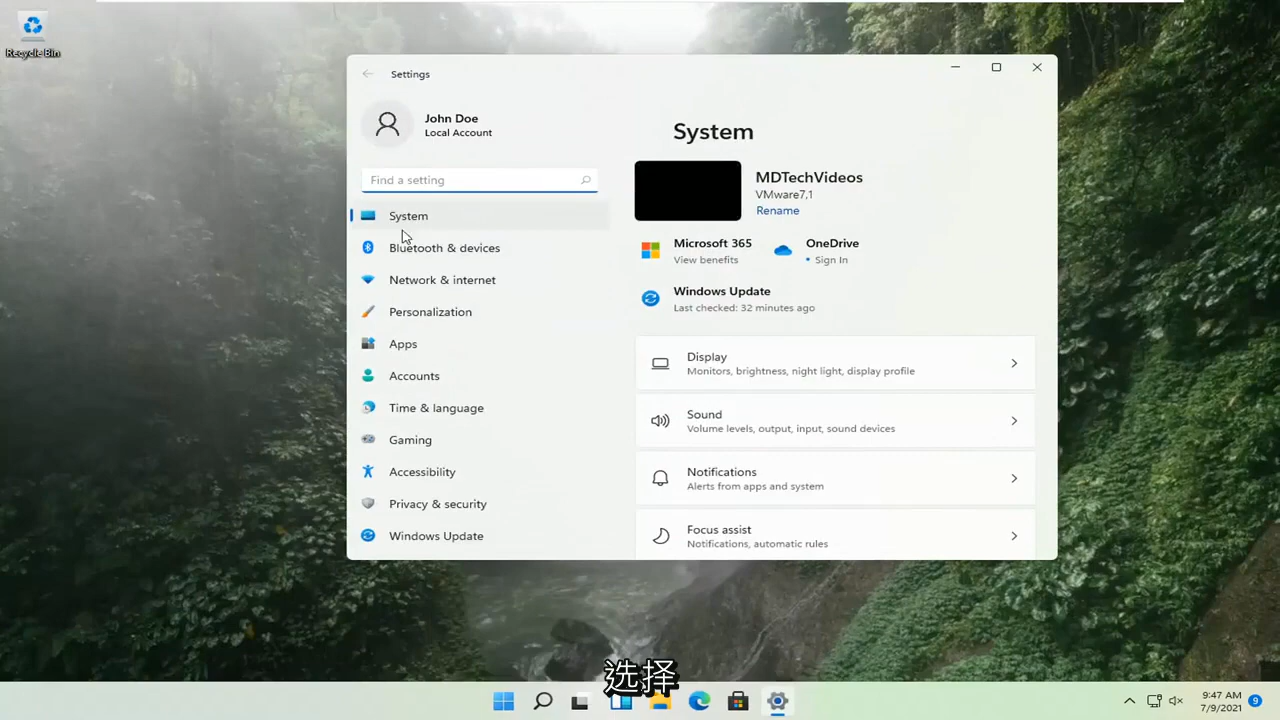 Recycle Bin
Settings
John Doe
Local Account
Find a setting
System
Bluetooth & devices
Network & internet
Personalization
Apps
Accounts
Time & language
Gaming
Accessibility
Privacy & security
Windows Update
System
MDTechVideos
VMware7,1
Rename
Microsoft 365
View benefits
OneDrive
• Sign In
Windows Update
Last checked: 32 minutes ago
Display
Monitors, brightness, night light, display profile
Sound
Volume levels, output, input, sound devices
Notifications
Alerts from apps and system
Focus assist
Notifications, automatic rules
选择
9:47 AM
7/9/2021
9